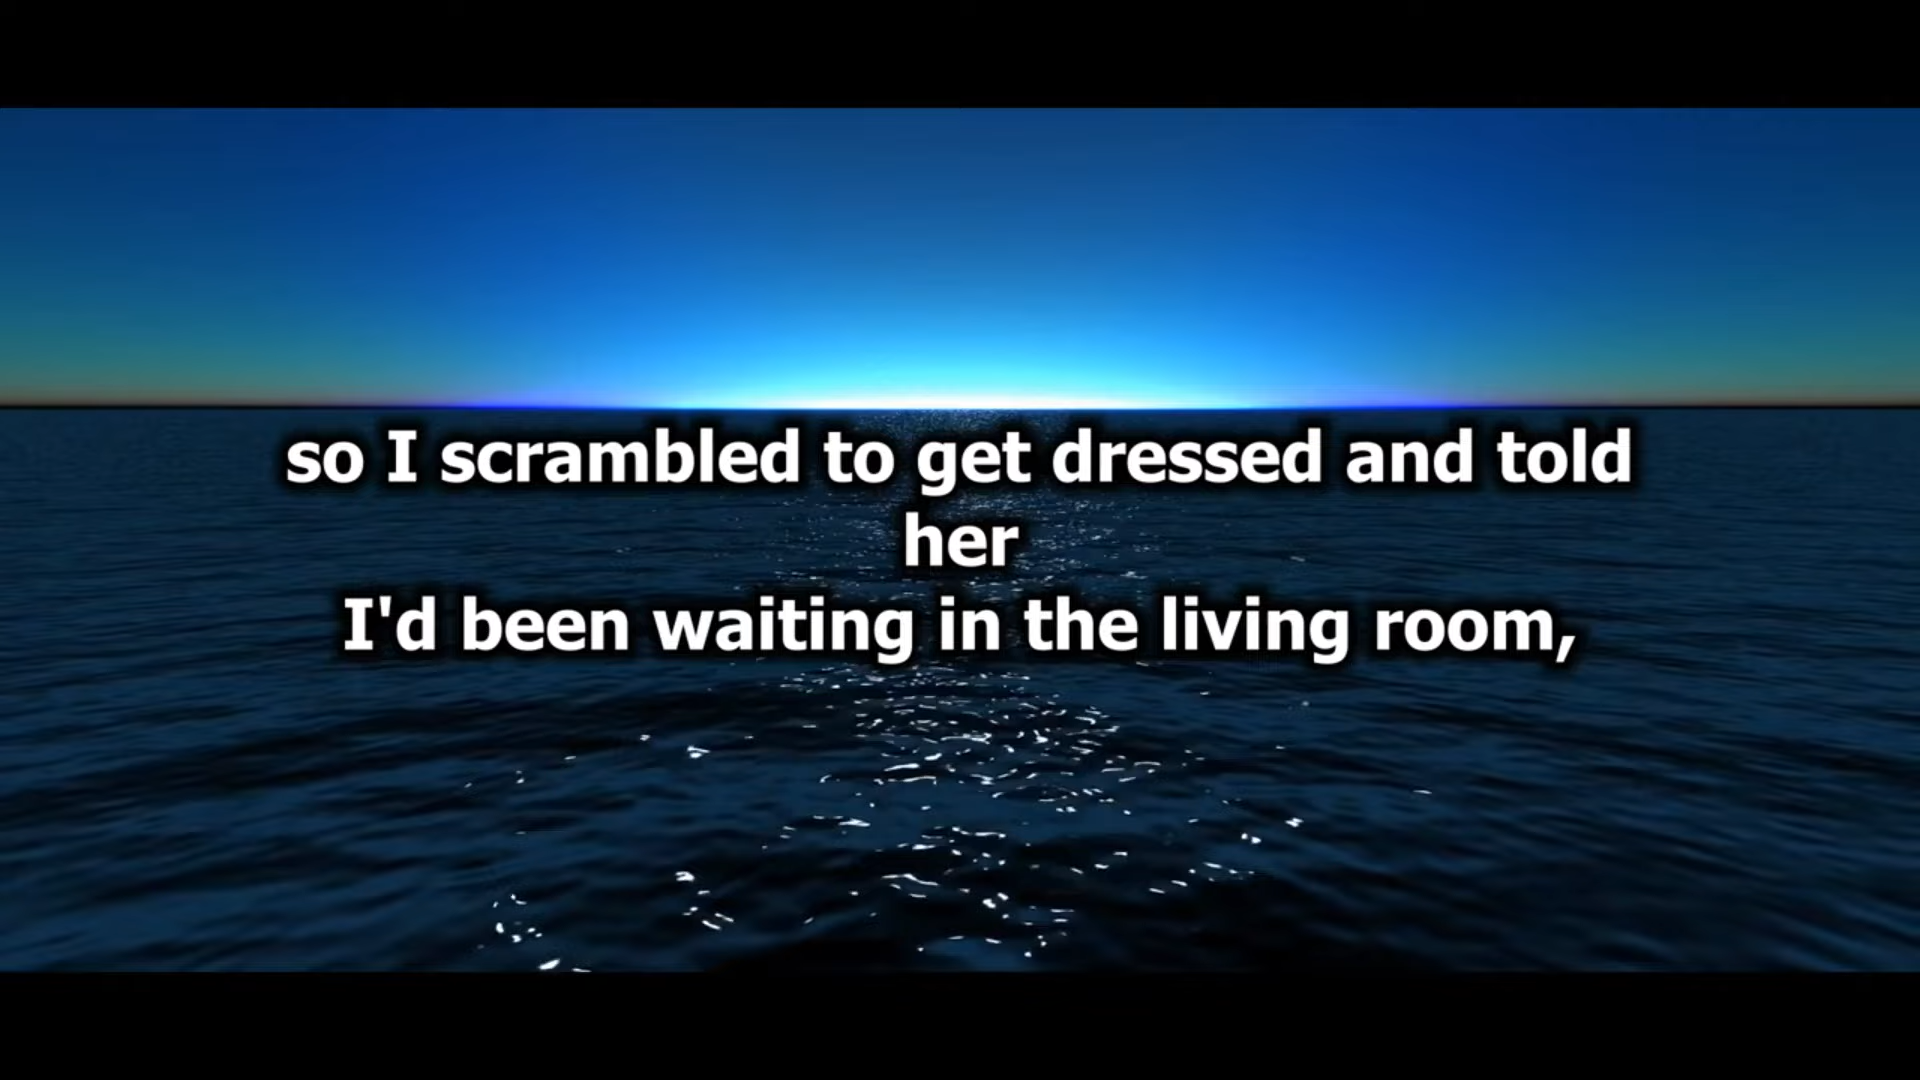 so I scrambled to get dressed and told
her
I'd been waiting in the living room,